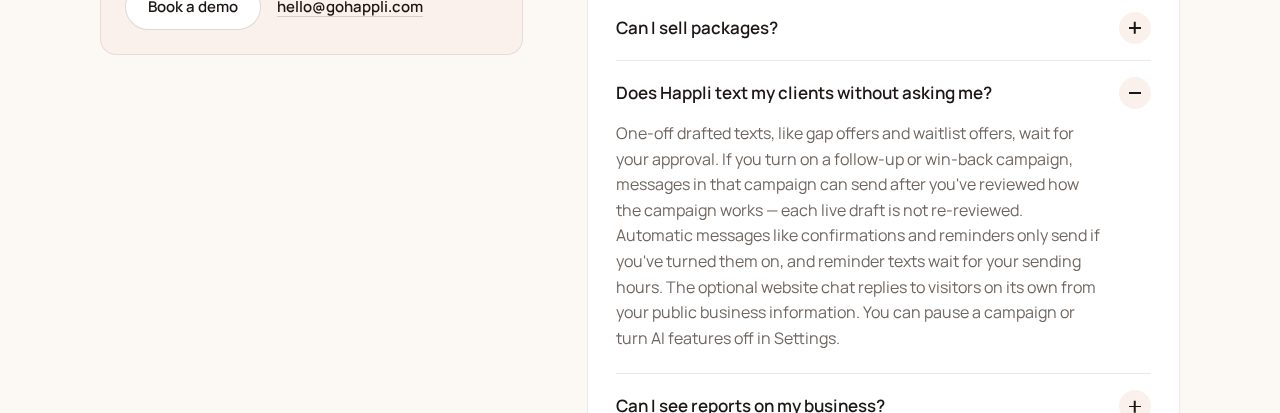 Book a demo
hello@gohappli.com
Can I sell packages?
Does Happli text my clients without asking me?
One-off drafted texts, like gap offers and waitlist offers, wait for
your approval. If you turn on a follow-up or win-back campaign,
messages in that campaign can send after you've reviewed how
the campaign works — each live draft is not re-reviewed.
Automatic messages like confirmations and reminders only send if
you've turned them on, and reminder texts wait for your sending
hours. The optional website chat replies to visitors on its own from
your public business information. You can pause a campaign or
turn AI features off in Settings.
Can I see reports on my business?